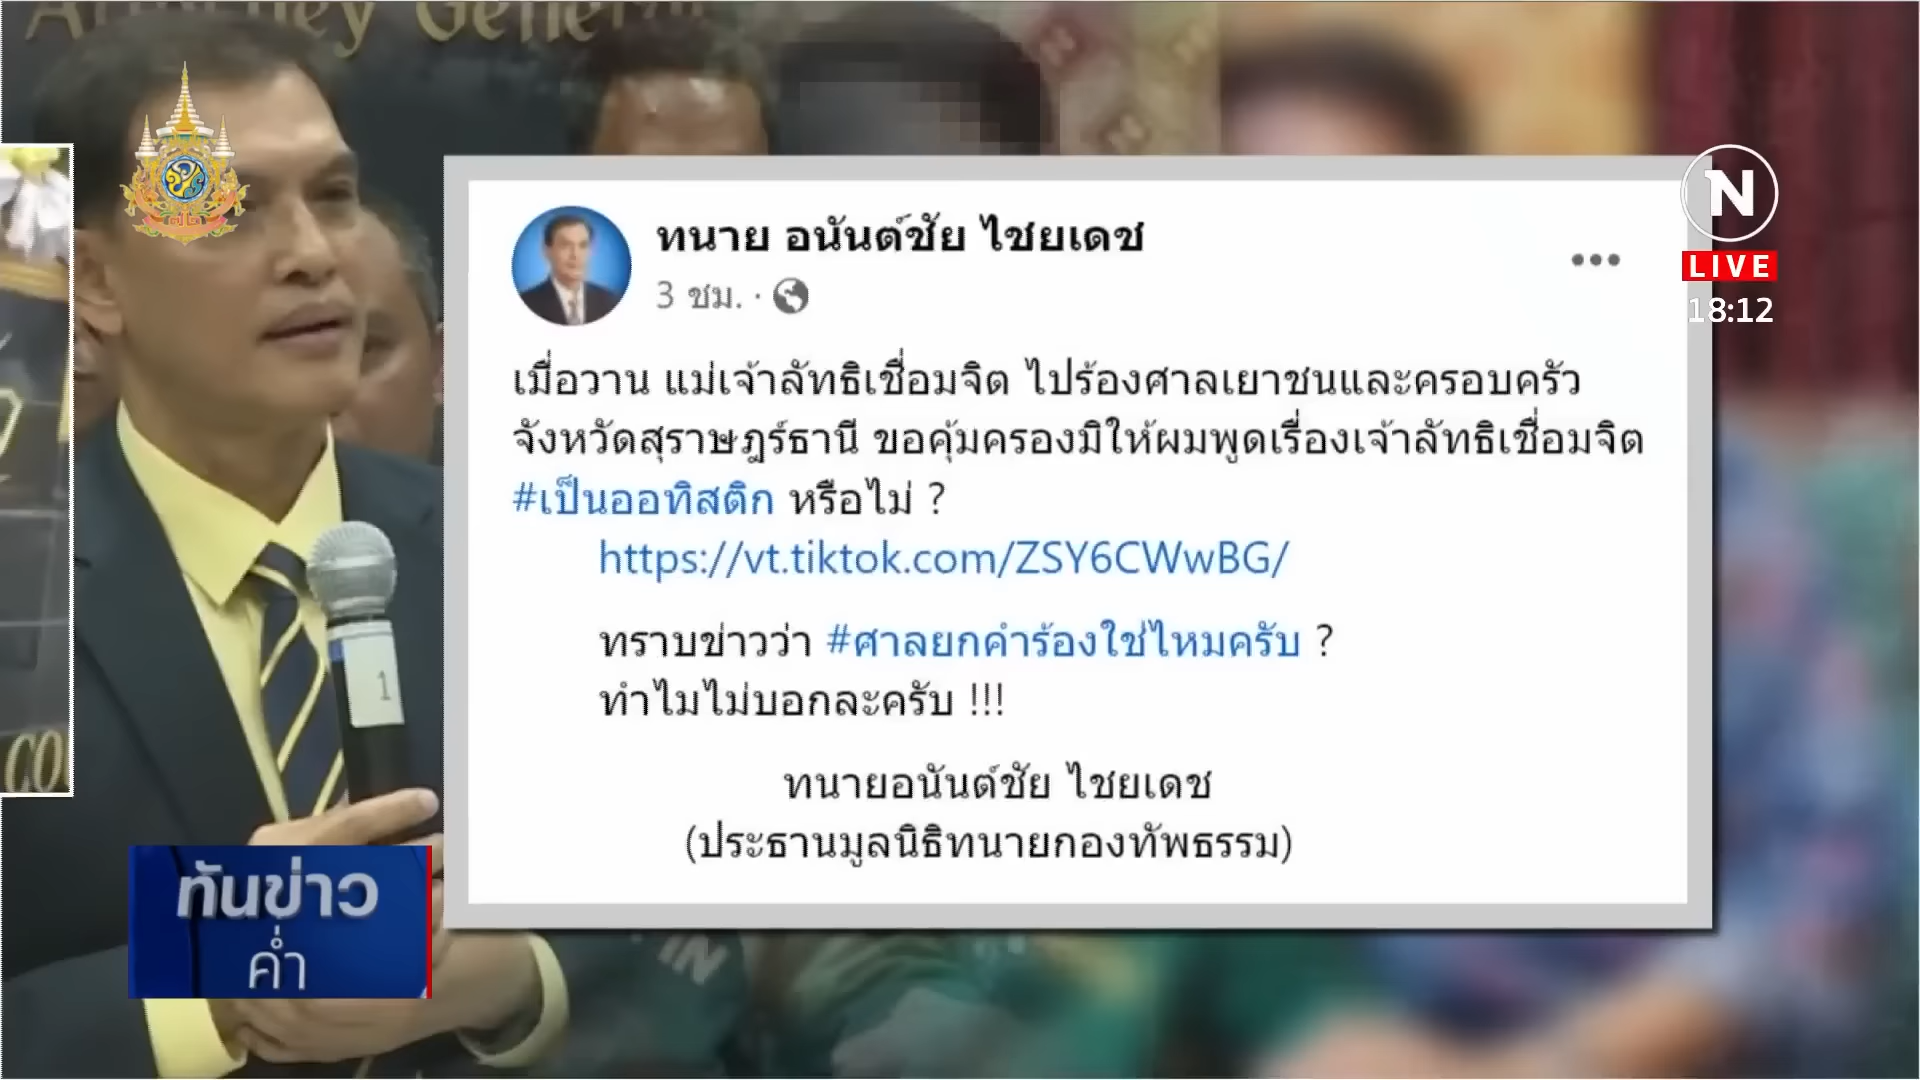 Attorney General
N
LIVE
18:12
ทนาย อนันต์ชัย ไชยเดช
3 ชม. ·
เมื่อวาน แม่เจ้าลัทธิเชื่อมจิต ไปร้องศาลเยาชนและครอบครัว
จังหวัดสุราษฎร์ธานี ขอคุ้มครองมิให้ผมพูดเรื่องเจ้าลัทธิเชื่อมจิต
#เป็นออทิสติก หรือไม่ ?
https://vt.tiktok.com/ZSY6CWwBG/
ทราบข่าวว่า #ศาลยกคำร้องใช่ไหมครับ ?
ทำไมไม่บอกละครับ !!!
ทนายอนันต์ชัย ไชยเดช
(ประธานมูลนิธิทนายกองทัพธรรม)
1
ทันข่าว
ค่ำ